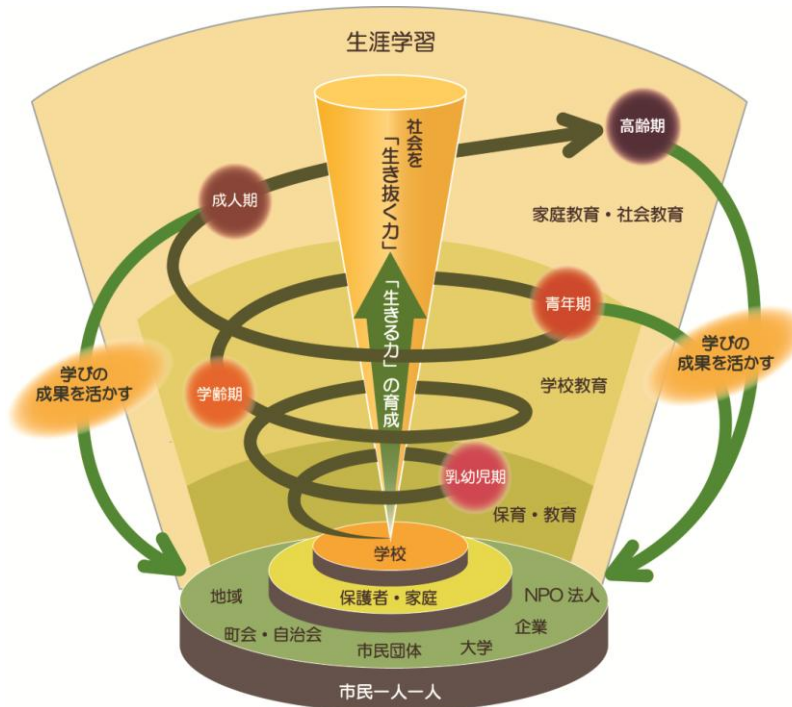 生涯学習
高齢期
社会を
「生き抜く力」
成人期
家庭教育・社会教育
青年期
「生きる力」の育成
学びの
成果を活かす
学びの
成果を活かす
学齢期
学校教育
乳幼児期
保育・教育
学校
地域
保護者・家庭
NPO法人
町会・自治会
企業
市民団体
大学
市民一人一人